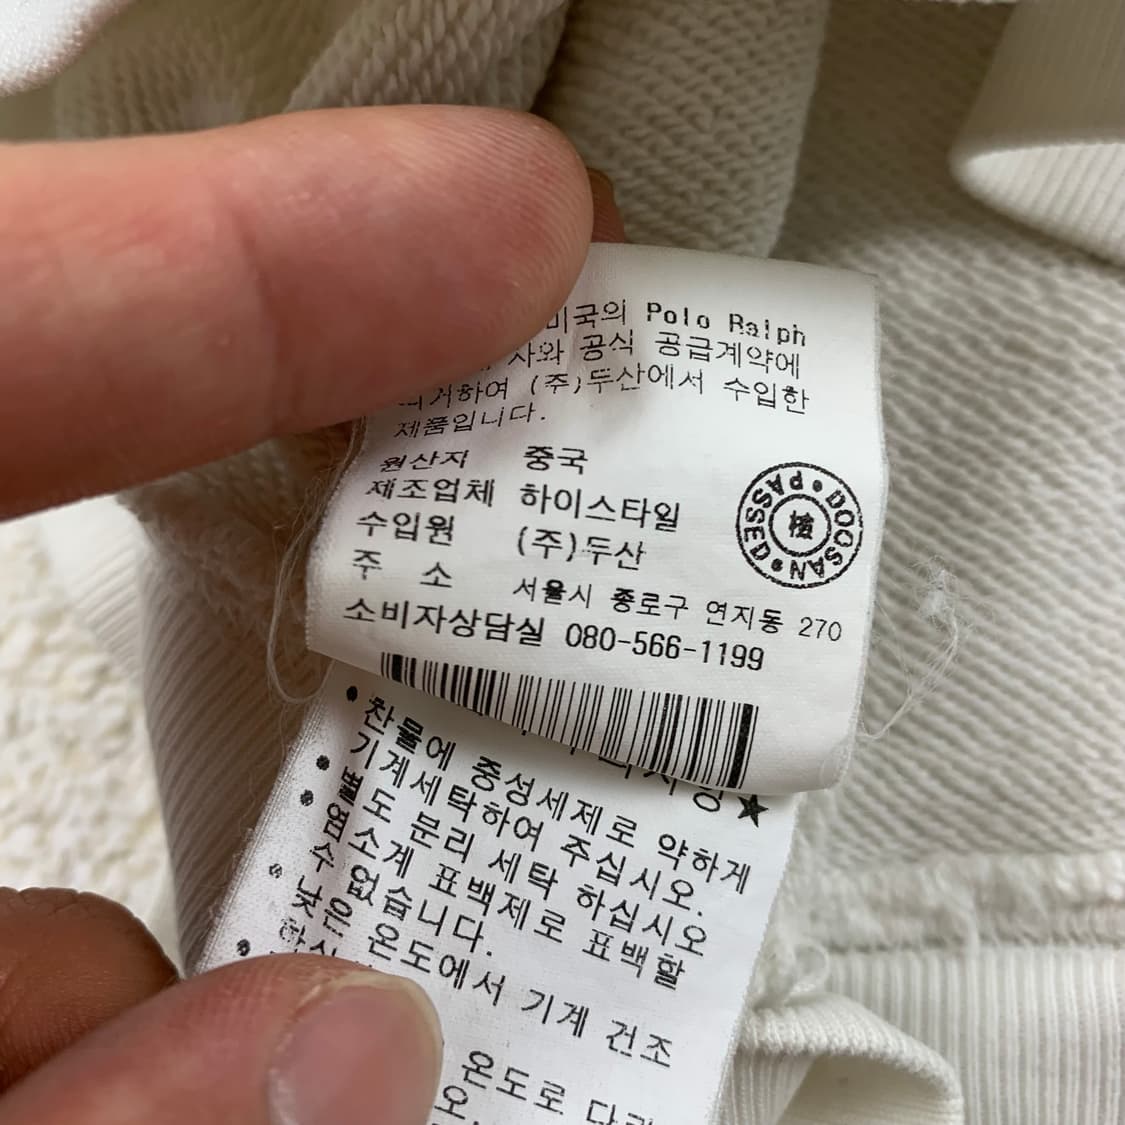 미국의 Polo Ralph
사와 공식 공급계약에
의거하여 (주)두산에서 수입한
제품입니다.
원산지 중국
제조업체 하이스타일
수입원 (주)두산
주 소 서울시 종로구 연지동 270
소비자상담실 080-566-1199
DOOSAN • PASSED •
檢
★
• 찬물에 중성세제로 약하게
기계세탁하여 주십시오.
• 별도 분리 세탁 하십시오
• 염소계 표백제로 표백할
수 없습니다.
• 낮은 온도에서 기계 건조
온도로